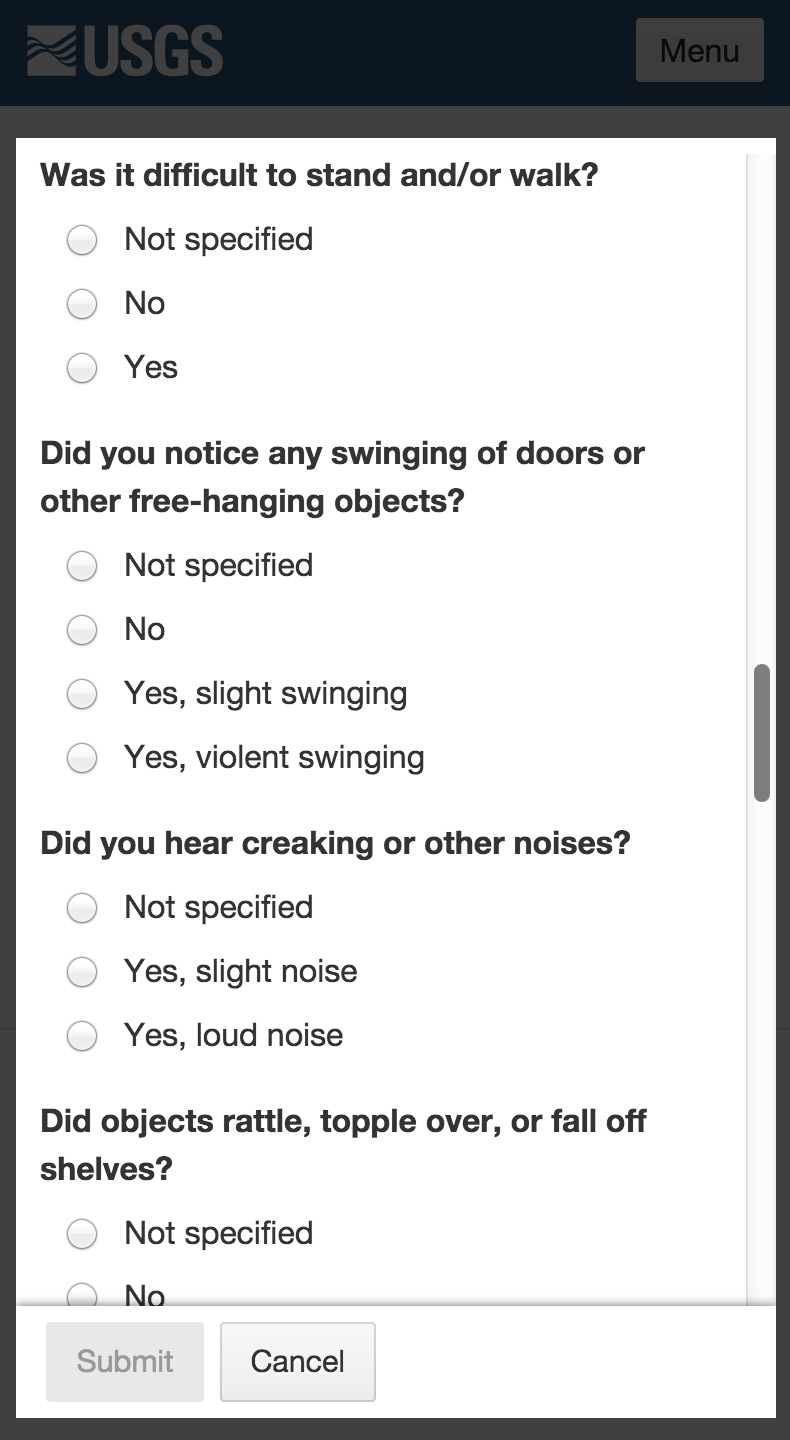 USGS
Menu
Was it difficult to stand and/or walk?
Not specified
No
Yes
Did you notice any swinging of doors or
other free-hanging objects?
Not specified
No
Yes, slight swinging
Yes, violent swinging
Did you hear creaking or other noises?
Not specified
Yes, slight noise
Yes, loud noise
Did objects rattle, topple over, or fall off
shelves?
Not specified
No
Submit
Cancel